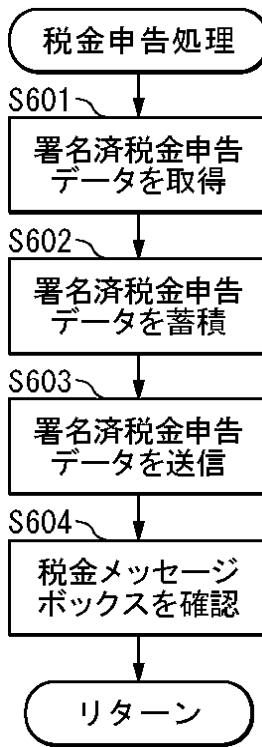 税金申告処理
S601
署名済税金申告
データを取得
S602
署名済税金申告
データを蓄積
S603
署名済税金申告
データを送信
S604
税金メッセージ
ボックスを確認
リターン